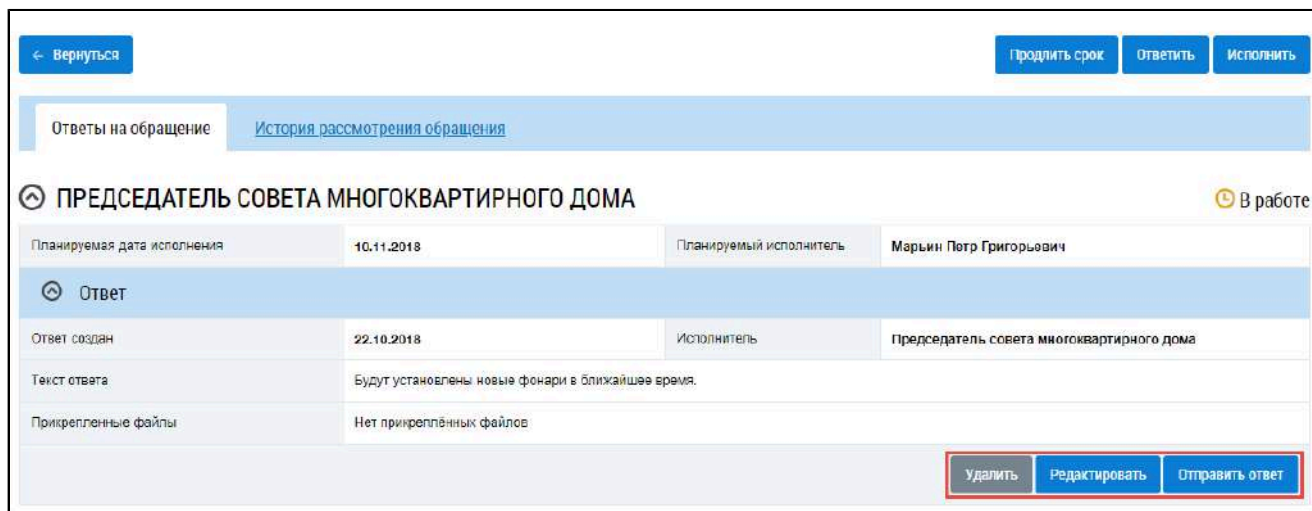 ← Вернуться
Продлить срок Ответить Исполнить
Ответы на обращение История рассмотрения обращения
ПРЕДСЕДАТЕЛЬ СОВЕТА МНОГОКВАРТИРНОГО ДОМА В работе
Планируемая дата исполнения 10.11.2018 Планируемый исполнитель Марьин Петр Григорьевич
Ответ
Ответ создан 22.10.2018 Исполнитель Председатель совета многоквартирного дома
Текст ответа Будут установлены новые фонари в ближайшее время.
Прикрепленные файлы Нет прикреплённых файлов
Удалить Редактировать Отправить ответ